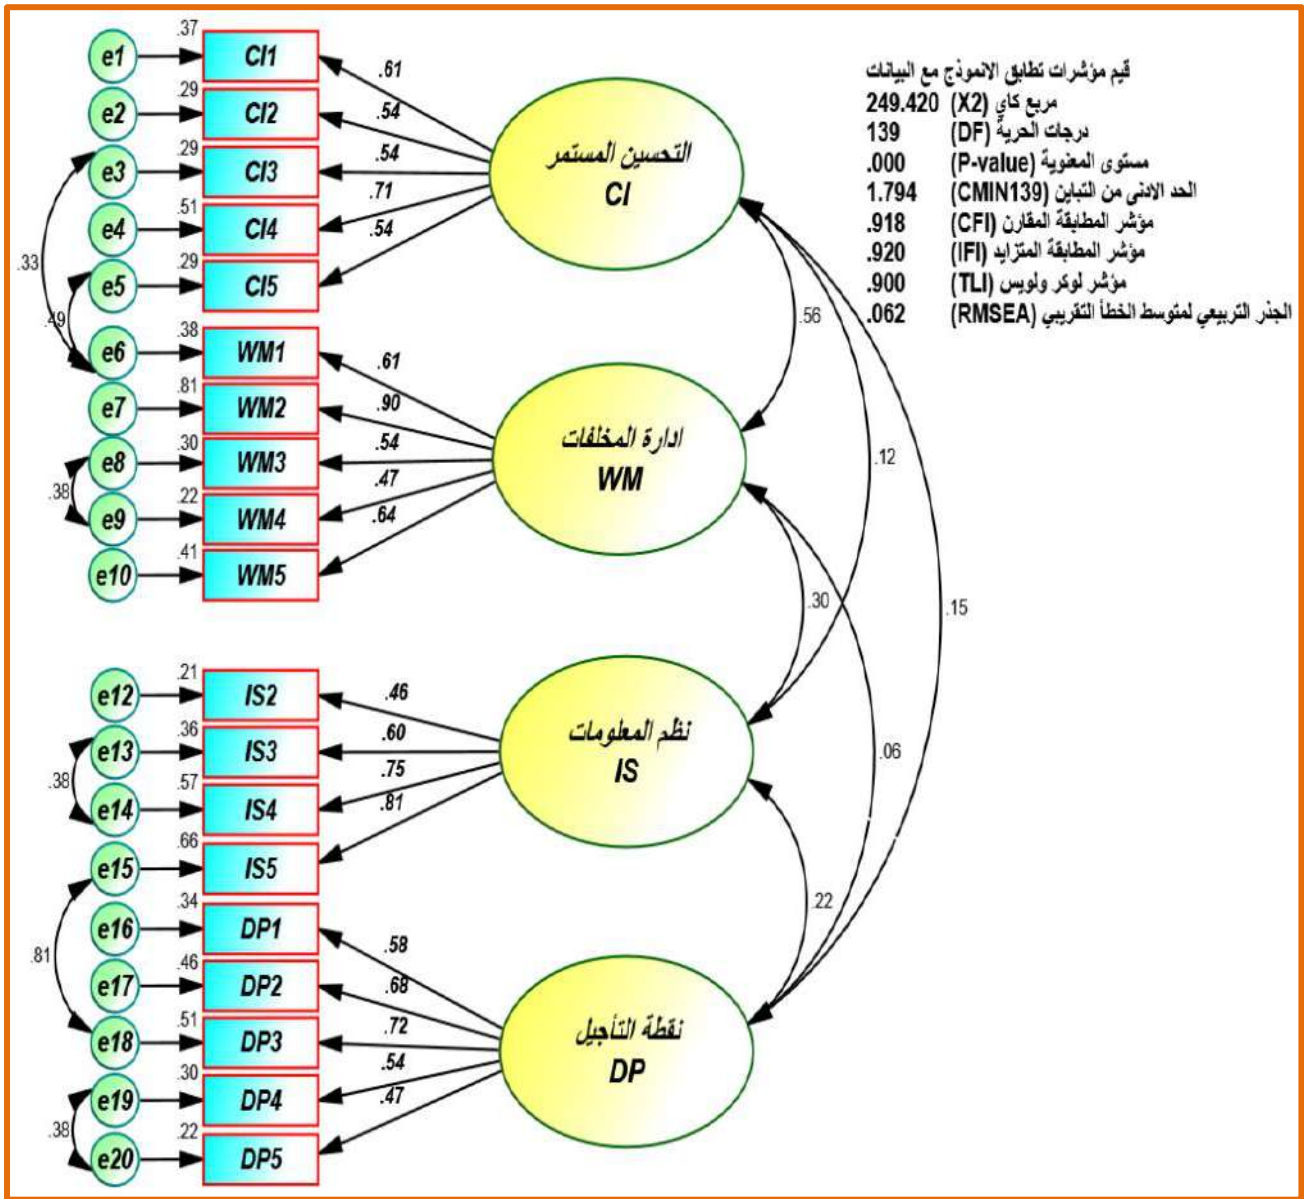 قيم مؤشرات تطابق الانموذج مع البيانات
مربع كاي (X2) 249.420
درجات الحرية (DF) 139
مستوى المعنوية (P-value) .000
الحد الادنى من التباين (CMIN139) 1.794
مؤشر المطابقة المقارن (CFI) .918
مؤشر المطابقة المتزايد (IFI) .920
مؤشر لوكر ولويس (TLI) .900
الجذر التربيعي لمتوسط الخطأ التقريبي (RMSEA) .062
e1 .37 CI1 .61
e2 .29 CI2 .54
e3 .29 CI3 .54
e4 .51 CI4 .71
e5 .29 CI5 .54
التحسين المستمر
CI
.33
.49
.56
e6 .38 WM1 .61
e7 .81 WM2 .90
e8 .30 WM3 .54
e9 .22 WM4 .47
e10 .41 WM5 .64
ادارة المخلفات
WM
.38
.12
.30
.15
e12 .21 IS2 .46
e13 .36 IS3 .60
e14 .57 IS4 .75
e15 .66 IS5 .81
نظم المعلومات
IS
.38
.06
.22
e16 .34 DP1 .58
e17 .46 DP2 .68
e18 .51 DP3 .72
e19 .30 DP4 .54
e20 .22 DP5 .47
نقطة التأجيل
DP
.81
.38